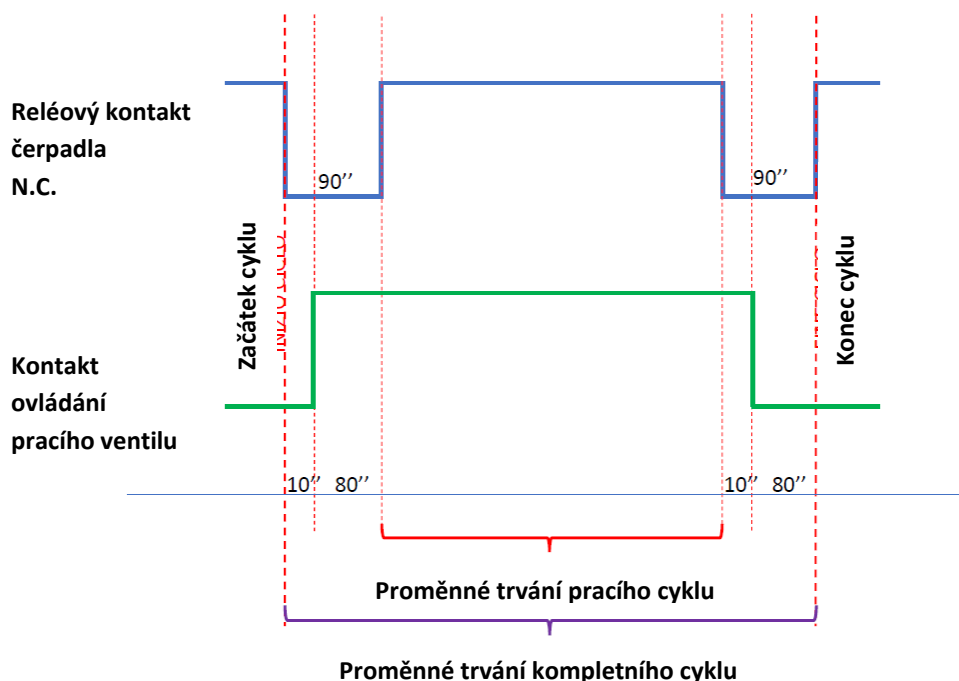 Reléový kontakt
čerpadla
N.C.
90’’
90’’
Začátek cyklu
Konec cyklu
Kontakt
ovládání
pracího ventilu
10’’
80’’
10’’
80’’
Proměnné trvání pracího cyklu
Proměnné trvání kompletního cyklu